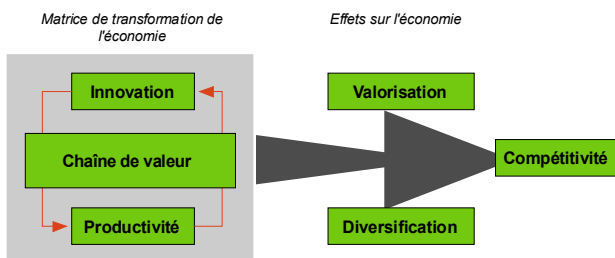 Matrice de transformation de
l'économie
Effets sur l'économie
Innovation
Valorisation
Chaîne de valeur
Compétitivité
Productivité
Diversification